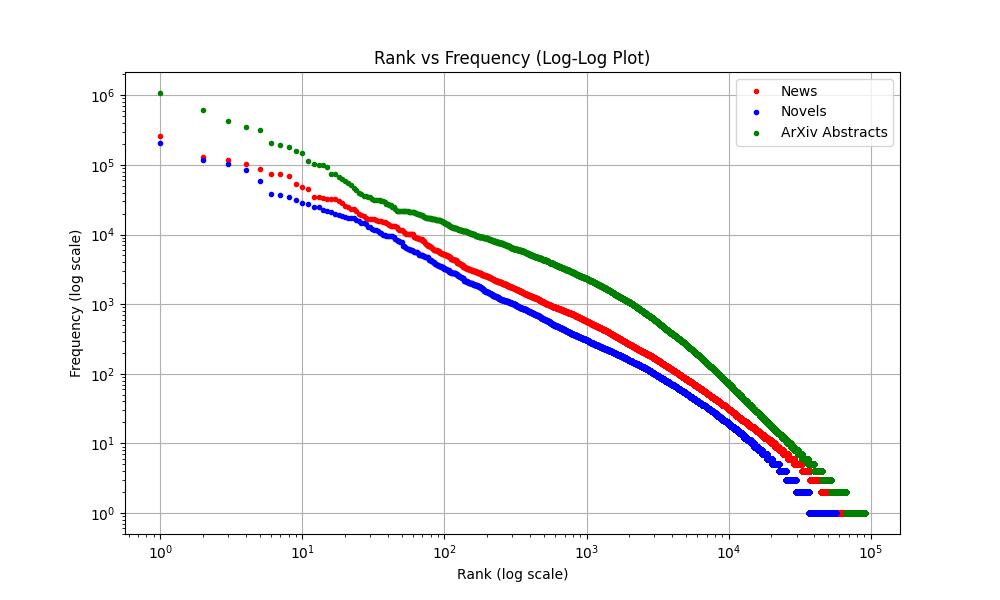 Rank vs Frequency (Log-Log Plot)
News
Novels
ArXiv Abstracts
Frequency (log scale)
10⁶
10⁵
10⁴
10³
10²
10¹
10⁰
10⁰ 10¹ 10² 10³ 10⁴ 10⁵
Rank (log scale)